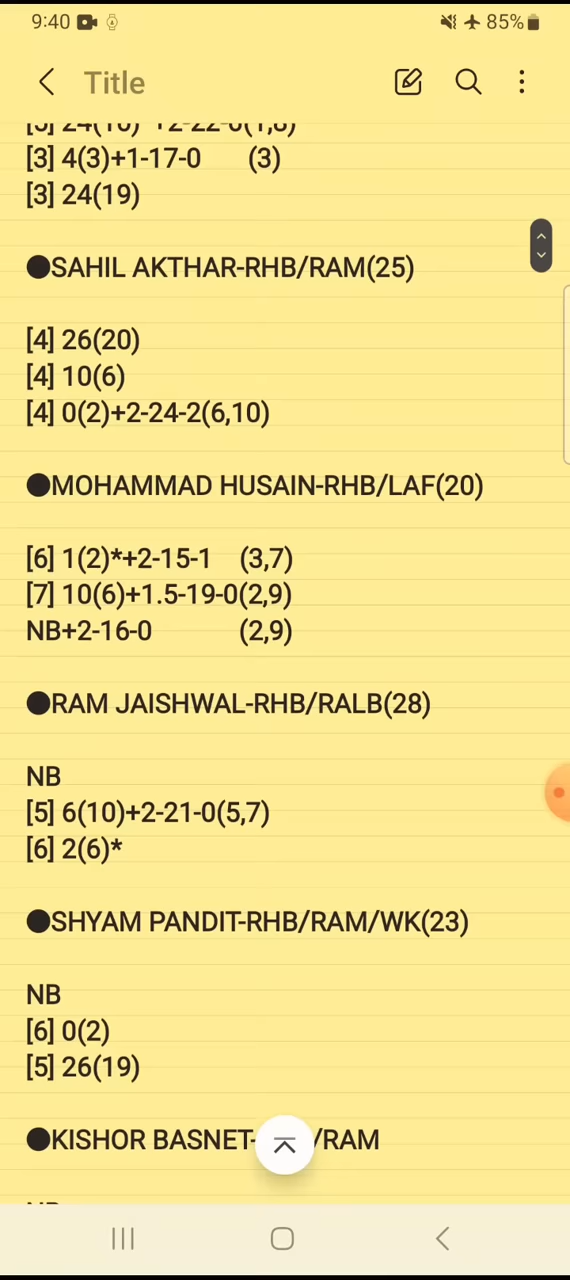 9:40 85%
Title
[3] 4(3)+1-17-0 (3)
[3] 24(19)
●SAHIL AKTHAR-RHB/RAM(25)
[4] 26(20)
[4] 10(6)
[4] 0(2)+2-24-2(6,10)
●MOHAMMAD HUSAIN-RHB/LAF(20)
[6] 1(2)*+2-15-1 (3,7)
[7] 10(6)+1.5-19-0(2,9)
NB+2-16-0 (2,9)
●RAM JAISHWAL-RHB/RALB(28)
NB
[5] 6(10)+2-21-0(5,7)
[6] 2(6)*
●SHYAM PANDIT-RHB/RAM/WK(23)
NB
[6] 0(2)
[5] 26(19)
●KISHOR BASNET- /RAM